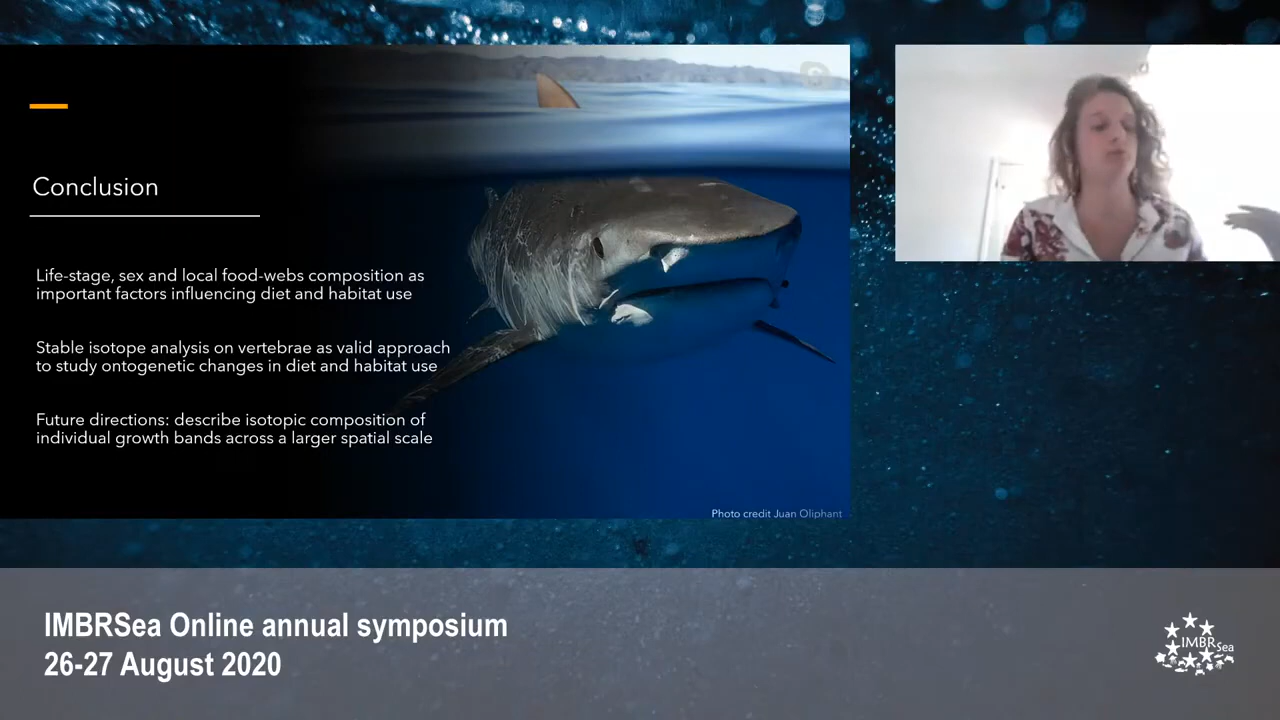 Conclusion
Life-stage, sex and local food-webs composition as
important factors influencing diet and habitat use
Stable isotope analysis on vertebrae as valid approach
to study ontogenetic changes in diet and habitat use
Future directions: describe isotopic composition of
individual growth bands across a larger spatial scale
Photo credit Juan Oliphant
IMBRSea Online annual symposium
26-27 August 2020
IMBRSea